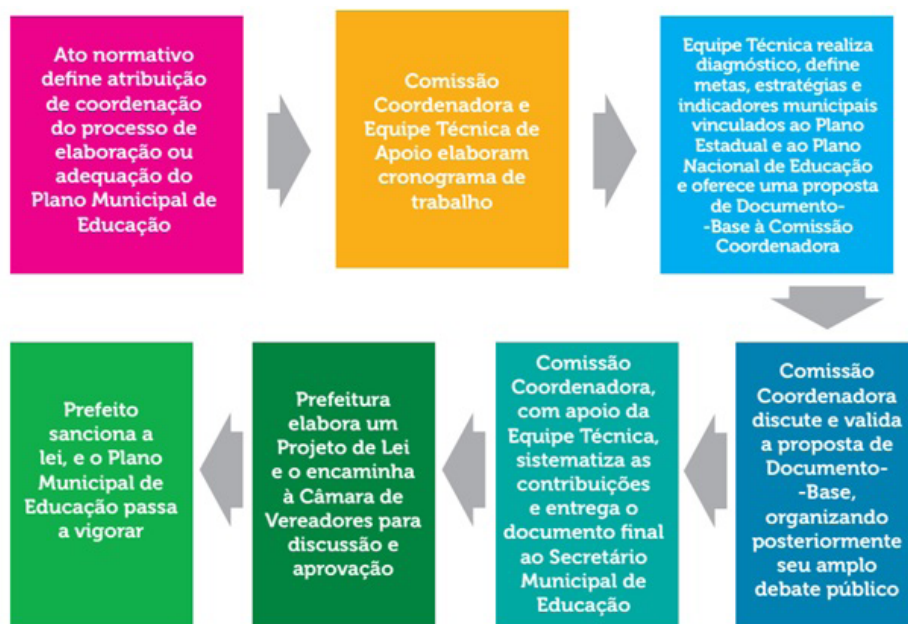 Ato normativo
define atribuição
de coordenação
do processo de
elaboração ou
adequação do
Plano Municipal de
Educação
Comissão
Coordenadora e
Equipe Técnica de
Apoio elaboram
cronograma de
trabalho
Equipe Técnica realiza
diagnóstico, define
metas, estratégias e
indicadores municipais
vinculados ao Plano
Estadual e ao Plano
Nacional de Educação
e oferece uma proposta
de Documento-
-Base à Comissão
Coordenadora
Comissão
Coordenadora
discute e valida
a proposta de
Documento-
-Base,
organizando
posteriormente
seu amplo
debate público
Comissão
Coordenadora,
com apoio da
Equipe Técnica,
sistematiza as
contribuições
e entrega o
documento final
ao Secretário
Municipal de
Educação
Prefeitura
elabora um
Projeto de Lei
e o encaminha
à Câmara de
Vereadores para
discussão e
aprovação
Prefeito
sanciona a
lei, e o Plano
Municipal de
Educação passa
a vigorar